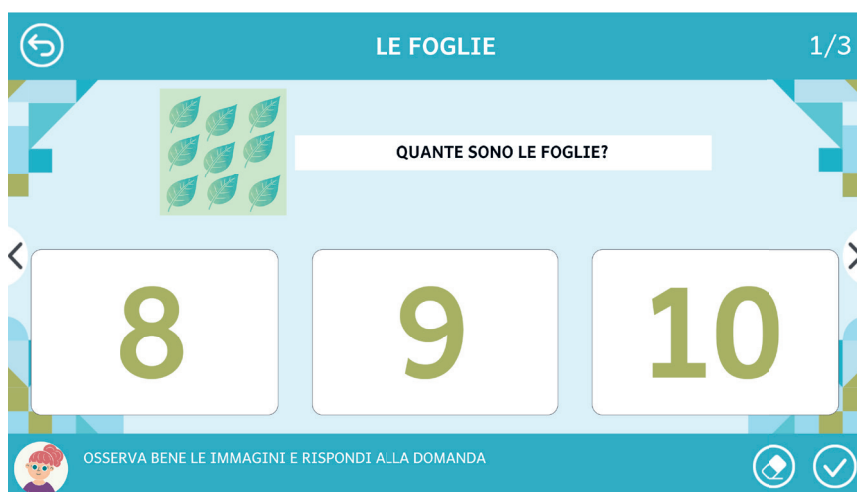 LE FOGLIE
1/3
QUANTE SONO LE FOGLIE?
8
9
10
OSSERVA BENE LE IMMAGINI E RISPONDI ALLA DOMANDA